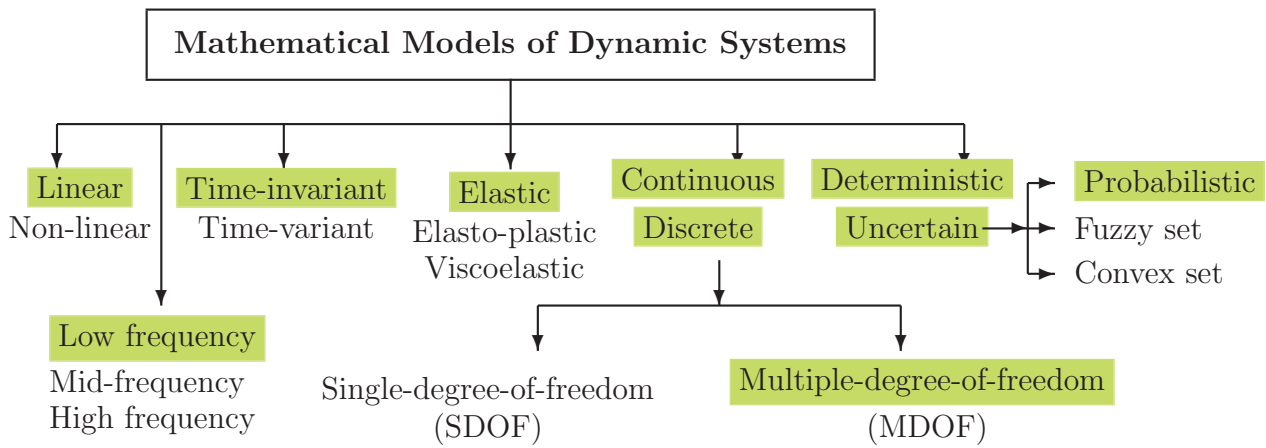 Mathematical Models of Dynamic Systems
Linear
Non-linear
Time-invariant
Time-variant
Elastic
Elasto-plastic
Viscoelastic
Continuous
Discrete
Deterministic
Uncertain
Probabilistic
Fuzzy set
Convex set
Low frequency
Mid-frequency
High frequency
Single-degree-of-freedom
(SDOF)
Multiple-degree-of-freedom
(MDOF)